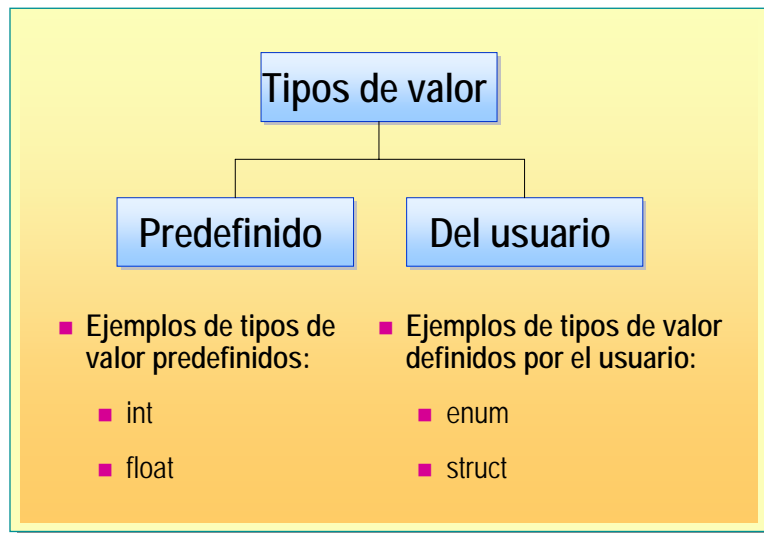 Tipos de valor
Predefinido
Del usuario
Ejemplos de tipos de
valor predefinidos:
int
float
Ejemplos de tipos de valor
definidos por el usuario:
enum
struct